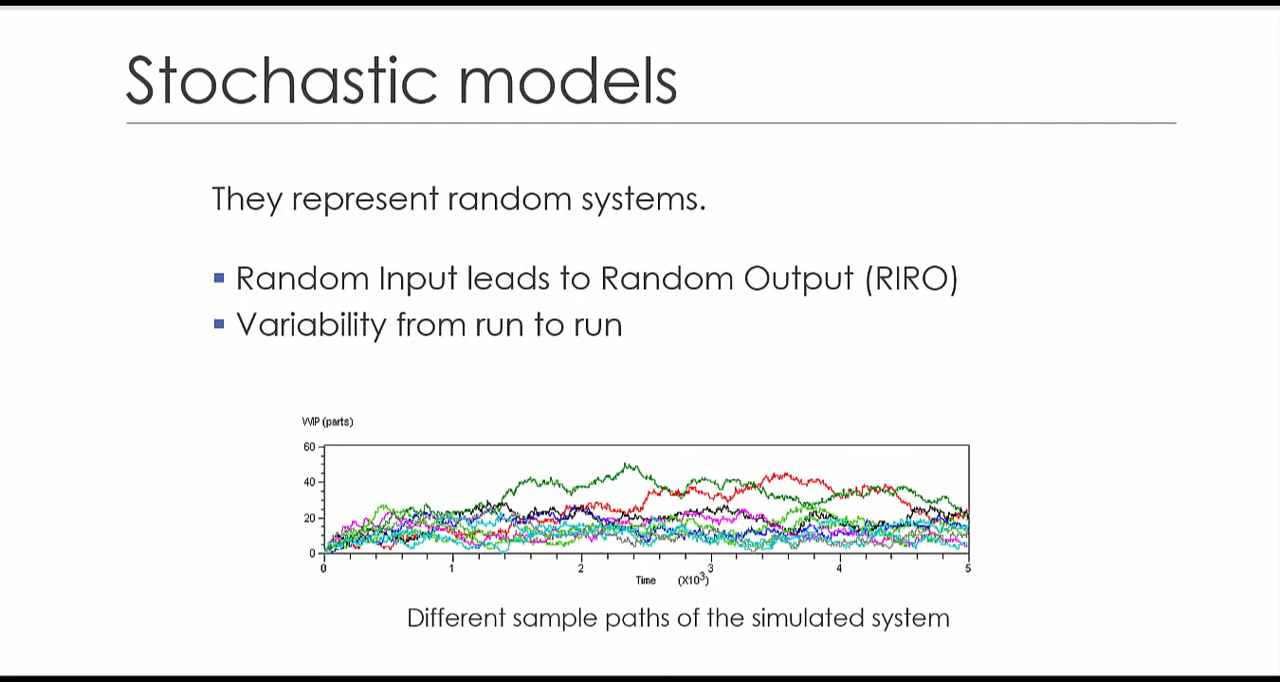 Stochastic models
They represent random systems.
▪ Random Input leads to Random Output (RIRO)
▪ Variability from run to run
WIP (parts)
60
40
20
0
0 1 2 3 4 5
Time (X10³)
Different sample paths of the simulated system